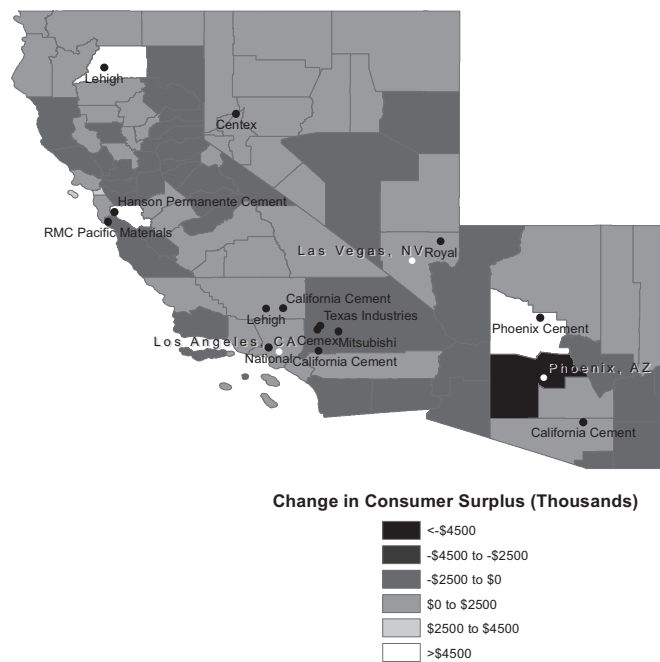 Lehigh
Centex
Hanson Permanente Cement
RMC Pacific Materials
Las Vegas, NV
Royal
California Cement
Lehigh
Texas Industries
Phoenix Cement
Los Angeles, CA
Cemex
Mitsubishi
National
California Cement
Phoenix, AZ
California Cement
Change in Consumer Surplus (Thousands)
<-$4500
-$4500 to -$2500
-$2500 to $0
$0 to $2500
$2500 to $4500
>$4500